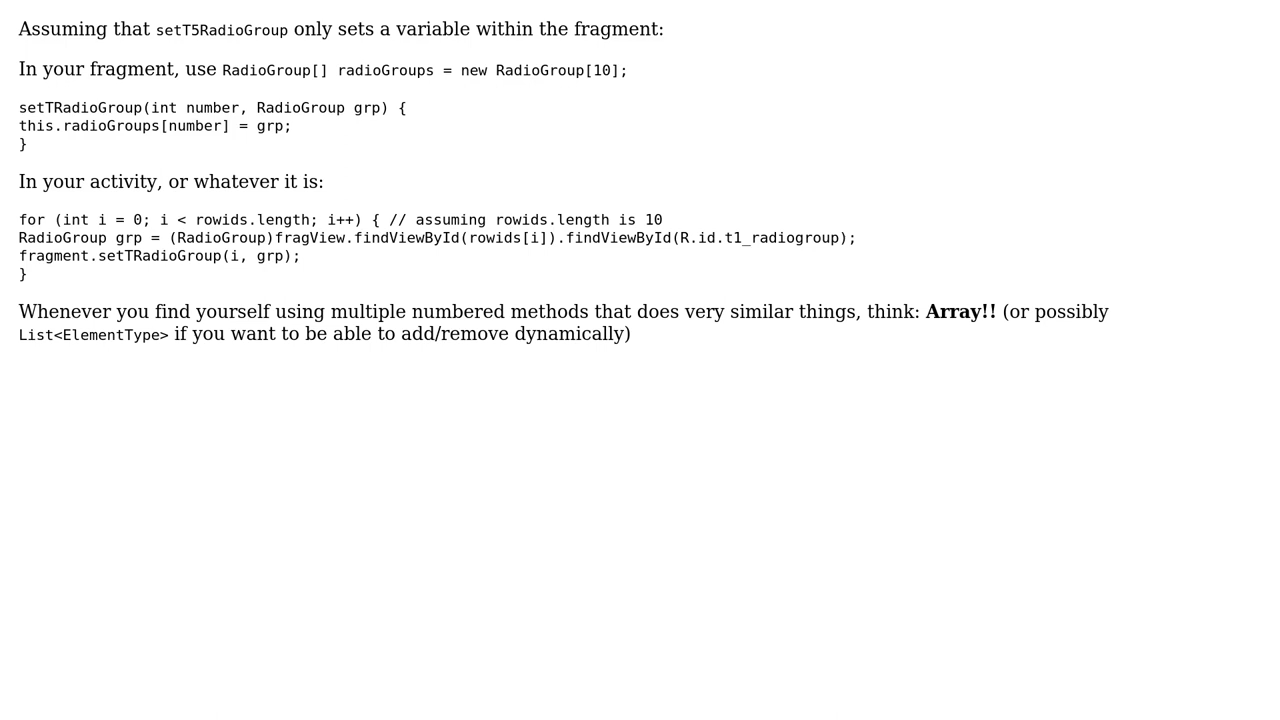 Assuming that setT5RadioGroup only sets a variable within the fragment:
In your fragment, use RadioGroup[] radioGroups = new RadioGroup[10];
setTRadioGroup(int number, RadioGroup grp) {
this.radioGroups[number] = grp;
}
In your activity, or whatever it is:
for (int i = 0; i < rowids.length; i++) { // assuming rowids.length is 10
RadioGroup grp = (RadioGroup)fragView.findViewById(rowids[i]).findViewById(R.id.t1_radiogroup);
fragment.setTRadioGroup(i, grp);
}
Whenever you find yourself using multiple numbered methods that does very similar things, think: Array!! (or possibly
List<ElementType> if you want to be able to add/remove dynamically)